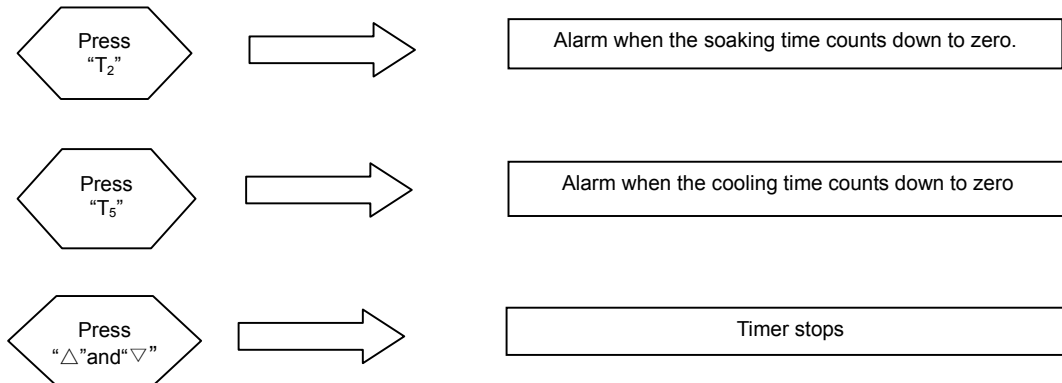 Press
“T₂”
Alarm when the soaking time counts down to zero.
Press
“T₅”
Alarm when the cooling time counts down to zero
Press
“△”and“▽”
Timer stops